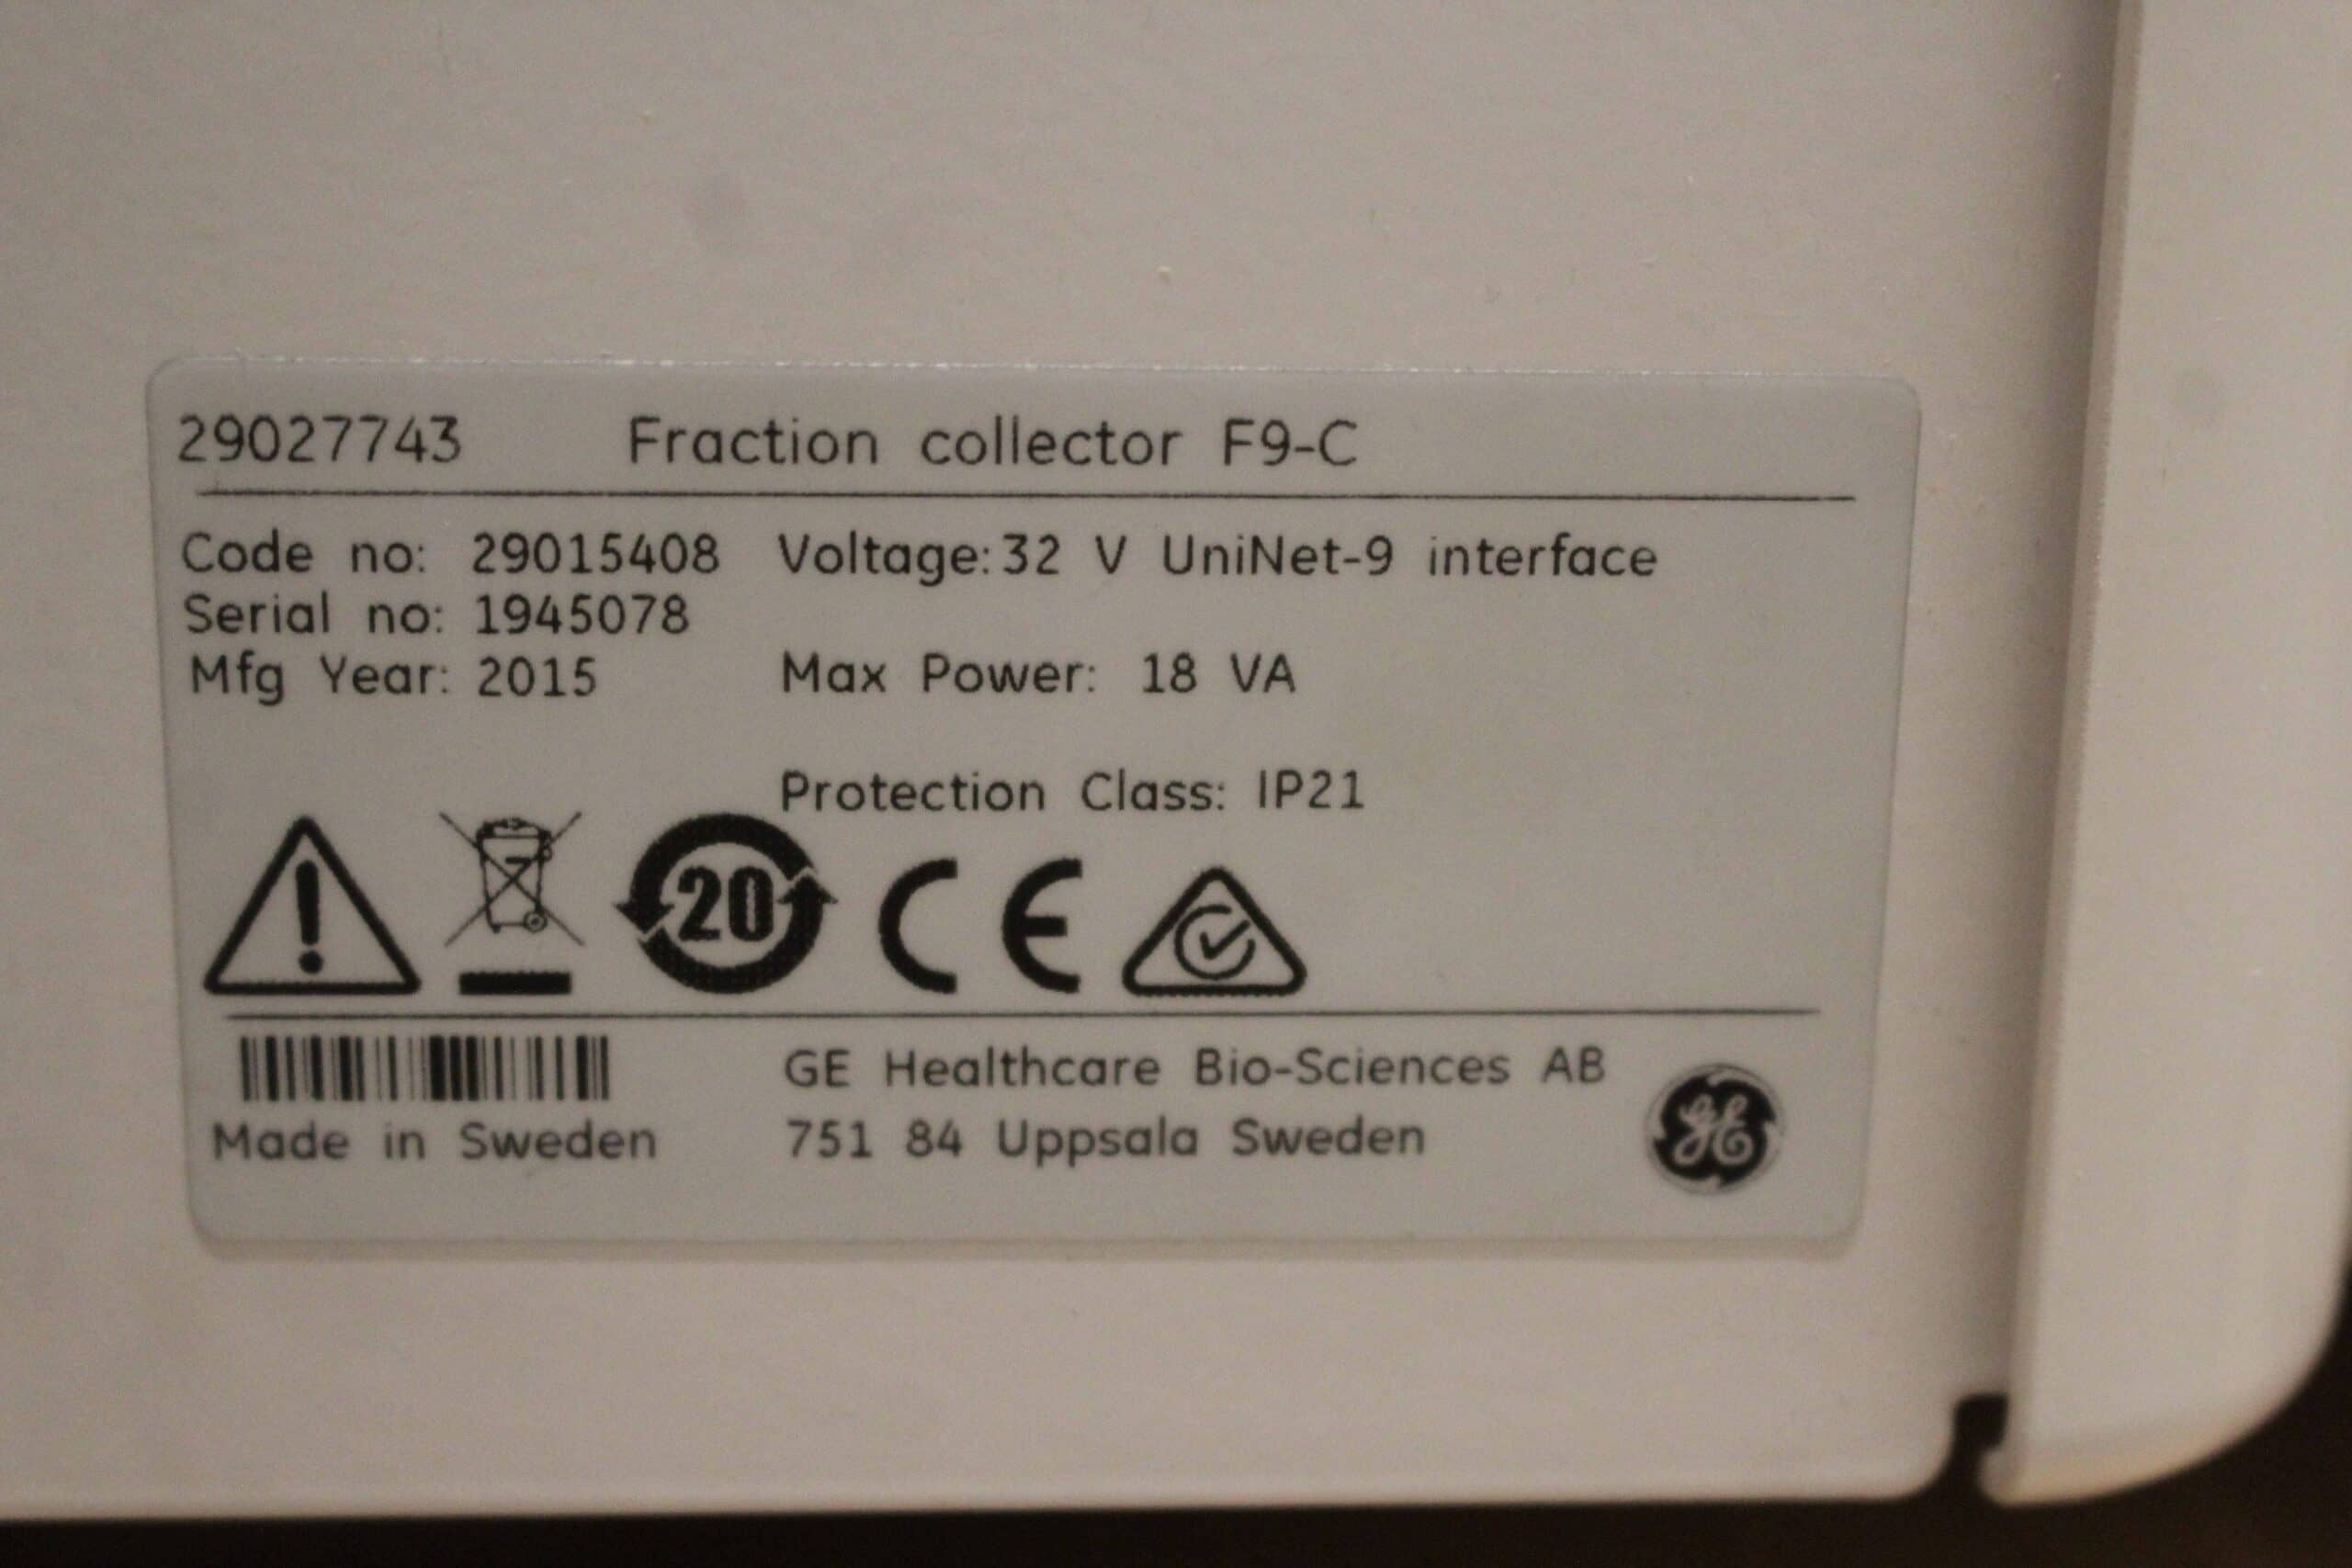 29027743 Fraction collector F9-C
Code no: 29015408 Voltage: 32 V UniNet-9 interface
Serial no: 1945078
Mfg Year: 2015 Max Power: 18 VA
Protection Class: IP21
20
CE
GE Healthcare Bio-Sciences AB
Made in Sweden 751 84 Uppsala Sweden
GE